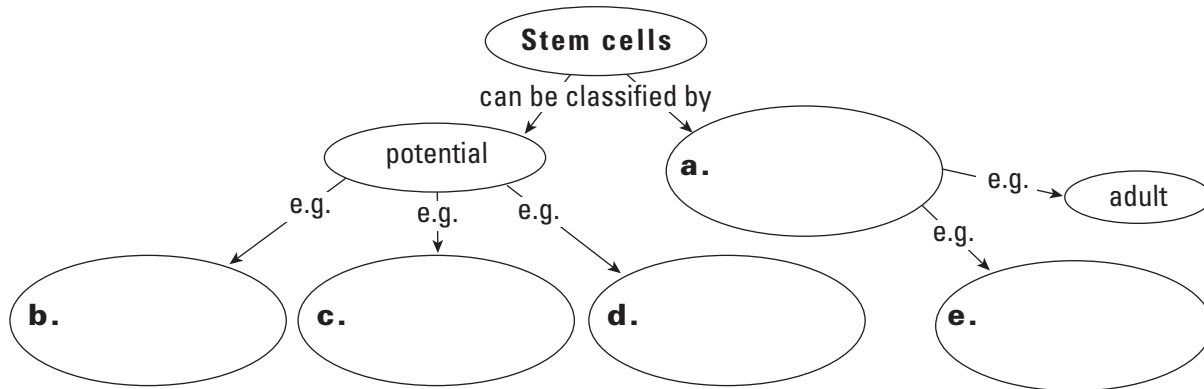 Stem cells
can be classified by
potential
a.
e.g.
adult
e.g.
e.g.
e.g.
e.g.
b.
c.
d.
e.